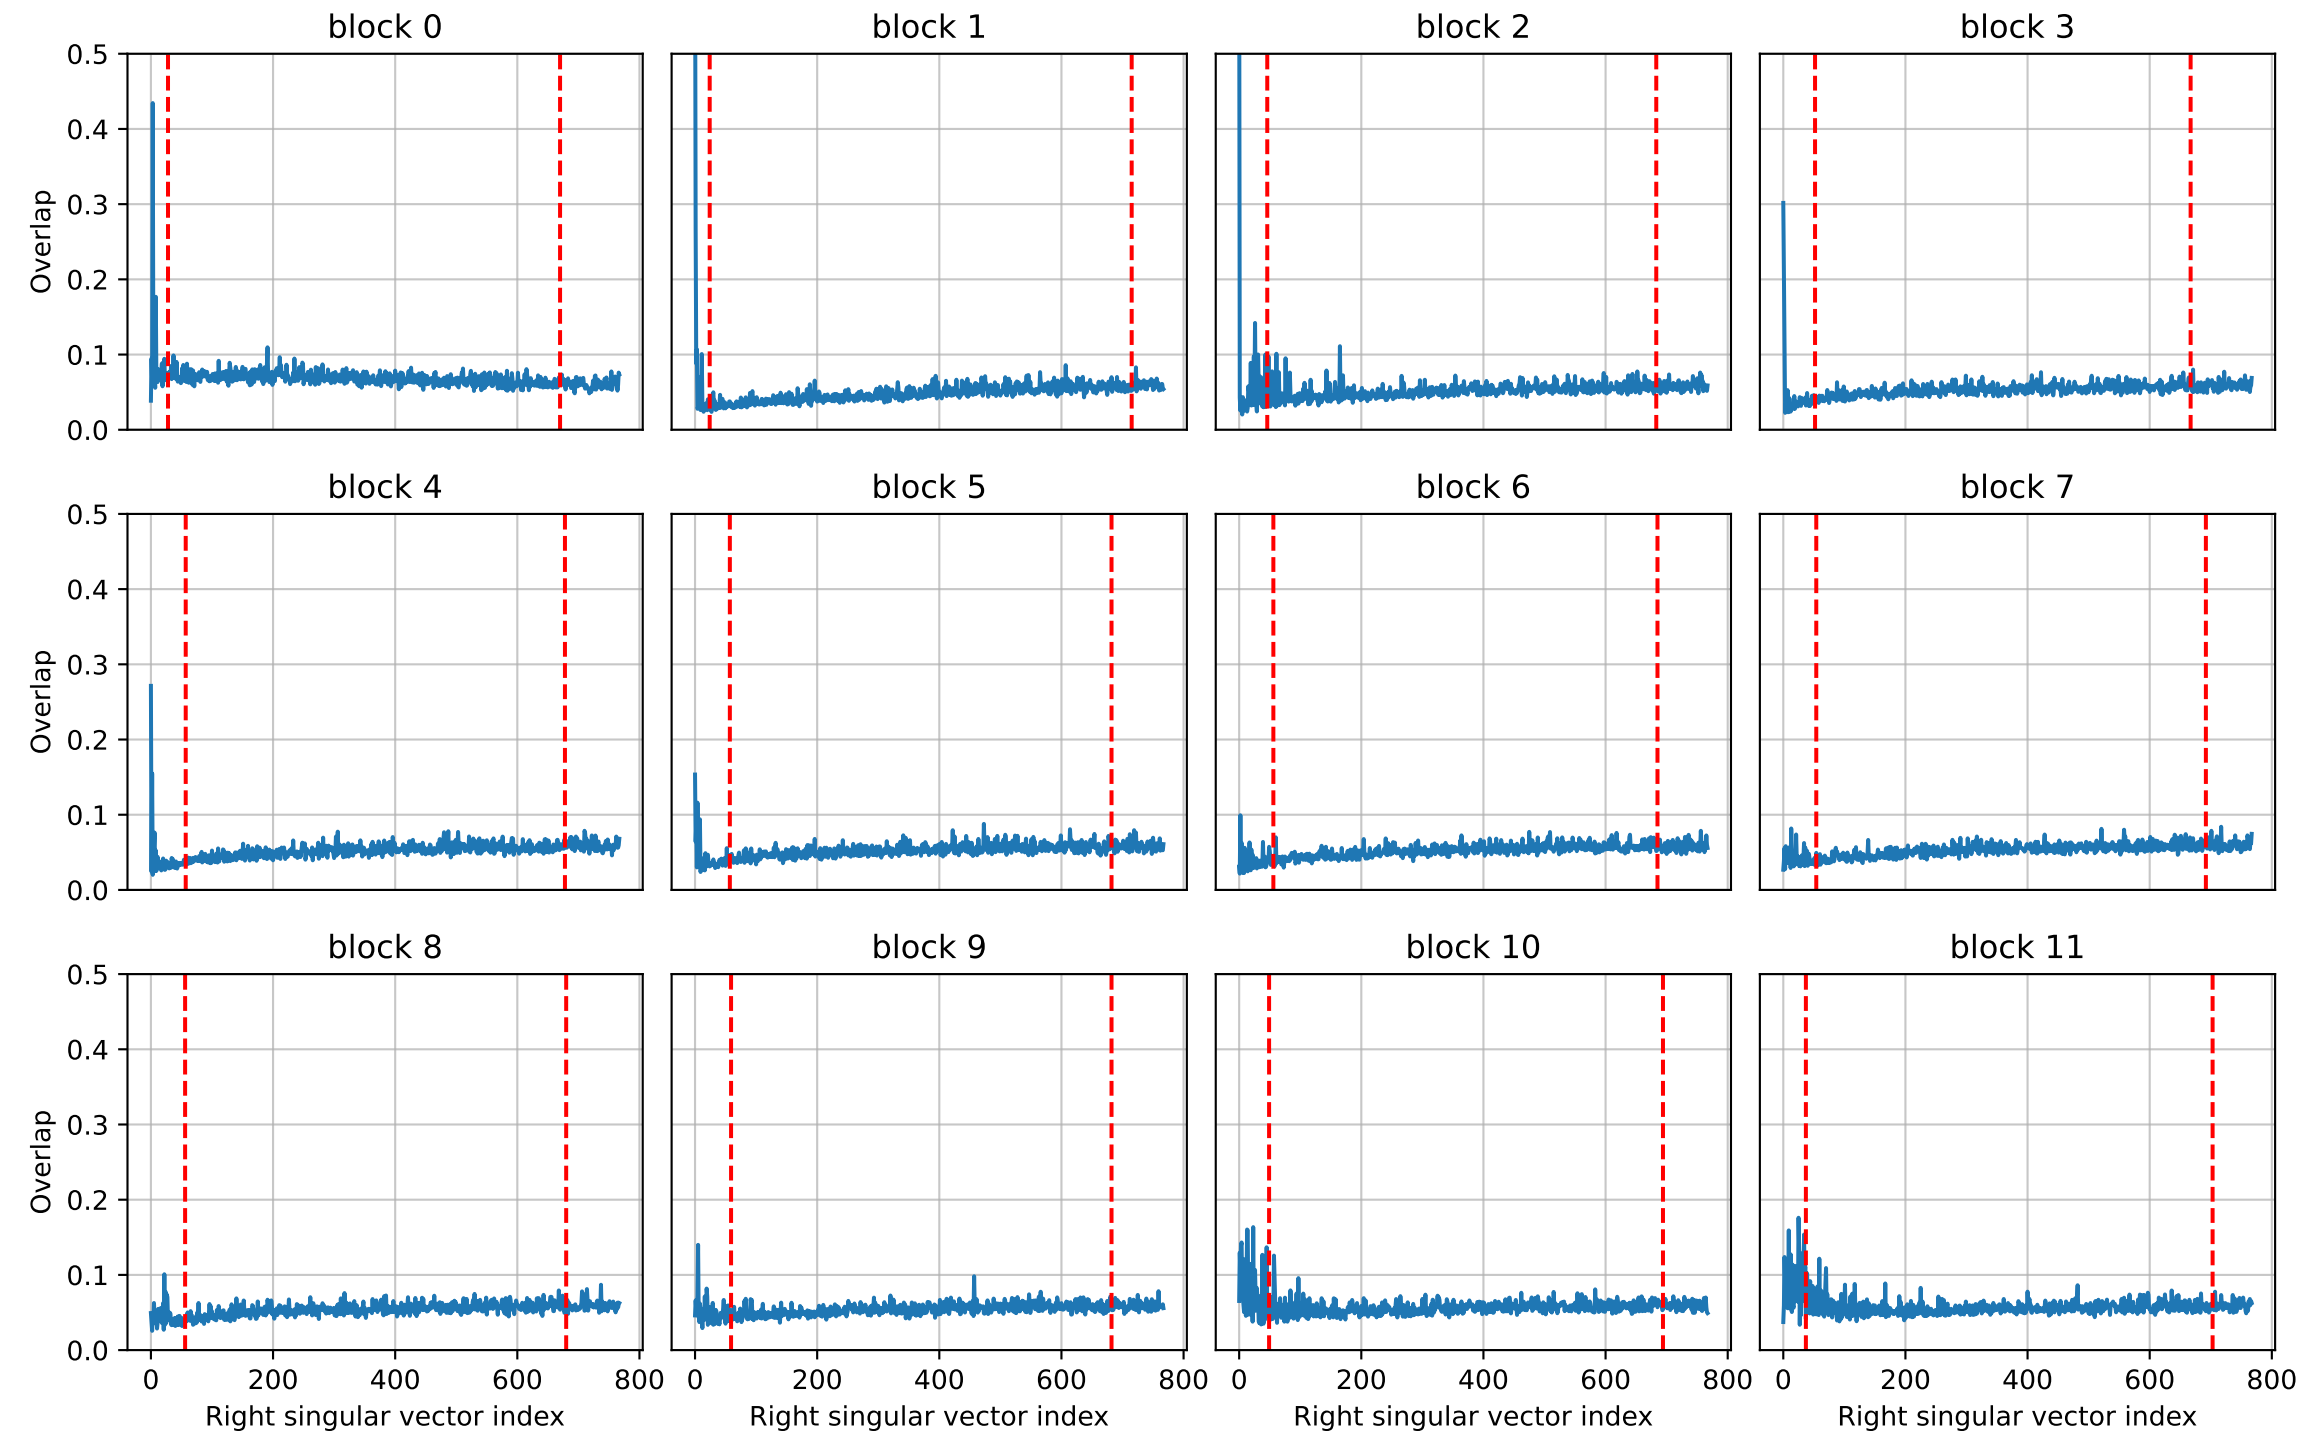 block 0
block 1
block 2
block 3
0.5
0.4
0.3
0.2
0.1
0.0
Overlap
block 4
block 5
block 6
block 7
0.5
0.4
0.3
0.2
0.1
0.0
Overlap
block 8
block 9
block 10
block 11
0.5
0.4
0.3
0.2
0.1
0.0
Overlap
0 200 400 600 800
0 200 400 600 800
0 200 400 600 800
0 200 400 600 800
Right singular vector index
Right singular vector index
Right singular vector index
Right singular vector index